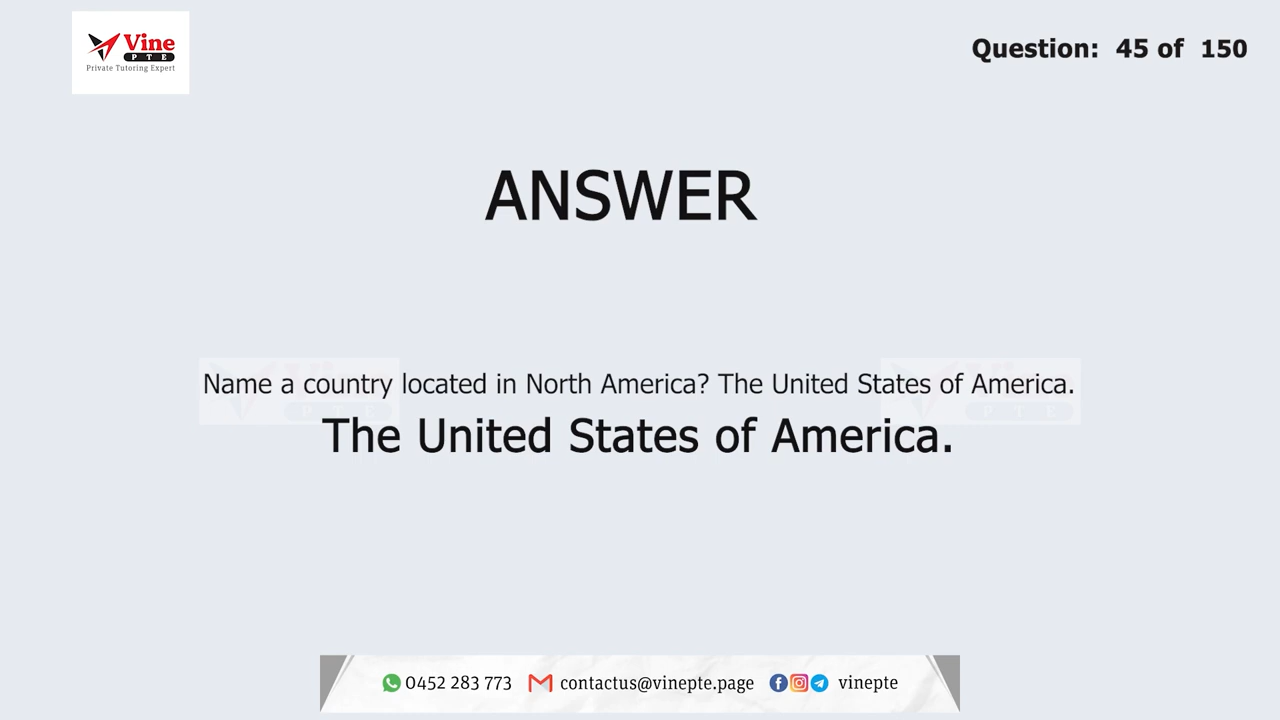 Vine
PTE
Private Tutoring Expert
Question: 45 of 150
ANSWER
Name a country located in North America? The United States of America.
The United States of America.
0452 283 773 contactus@vinepte.page vinepte